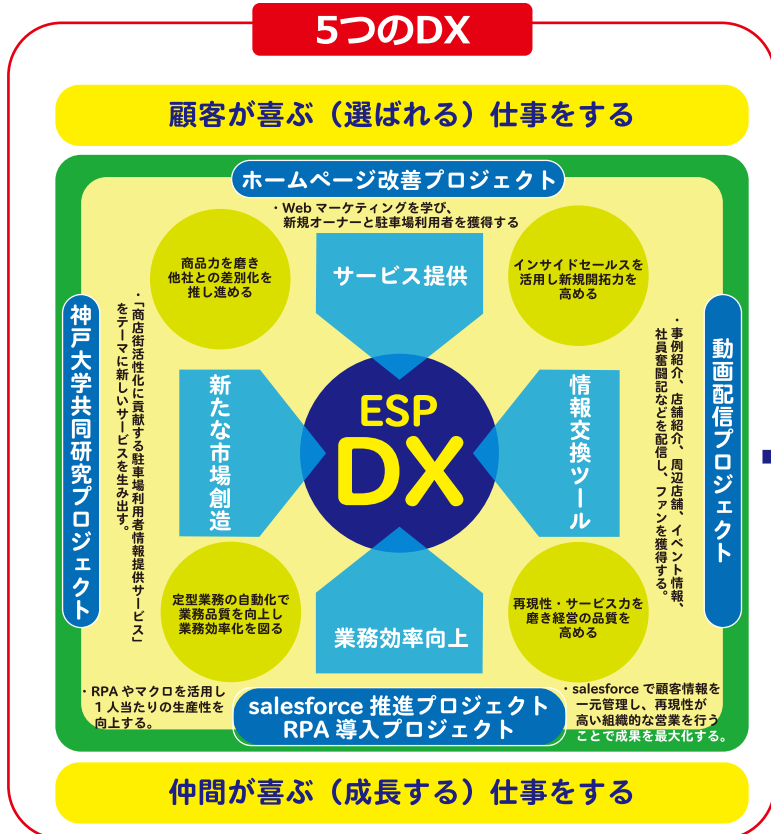 5つのDX
顧客が喜ぶ（選ばれる）仕事をする
ホームページ改善プロジェクト
・Web マーケティングを学び、
新規オーナーと駐車場利用者を獲得する
商品力を磨き
他社との差別化を
推し進める
サービス提供
インサイドセールスを
活用し新規開拓力を
高める
神戸大学共同研究プロジェクト
・「商店街活性化に貢献する駐車場利用者情報提供サービス」
をテーマに新しいサービスを生み出す。
新たな市場創造
ESP
DX
情報交換ツール
・事例紹介、店舗紹介、周辺店舗、イベント情報、
社員奮闘記などを配信し、ファンを獲得する。
動画配信プロジェクト
定型業務の自動化で
業務品質を向上し
業務効率化を図る
業務効率向上
再現性・サービス力を
磨き経営の品質を
高める
・RPA やマクロを活用し
1 人当たりの生産性を
向上する。
salesforce 推進プロジェクト
RPA 導入プロジェクト
・salesforce で顧客情報を
一元管理し、再現性が
高い組織的な営業を行う
ことで成果を最大化する。
仲間が喜ぶ（成長する）仕事をする